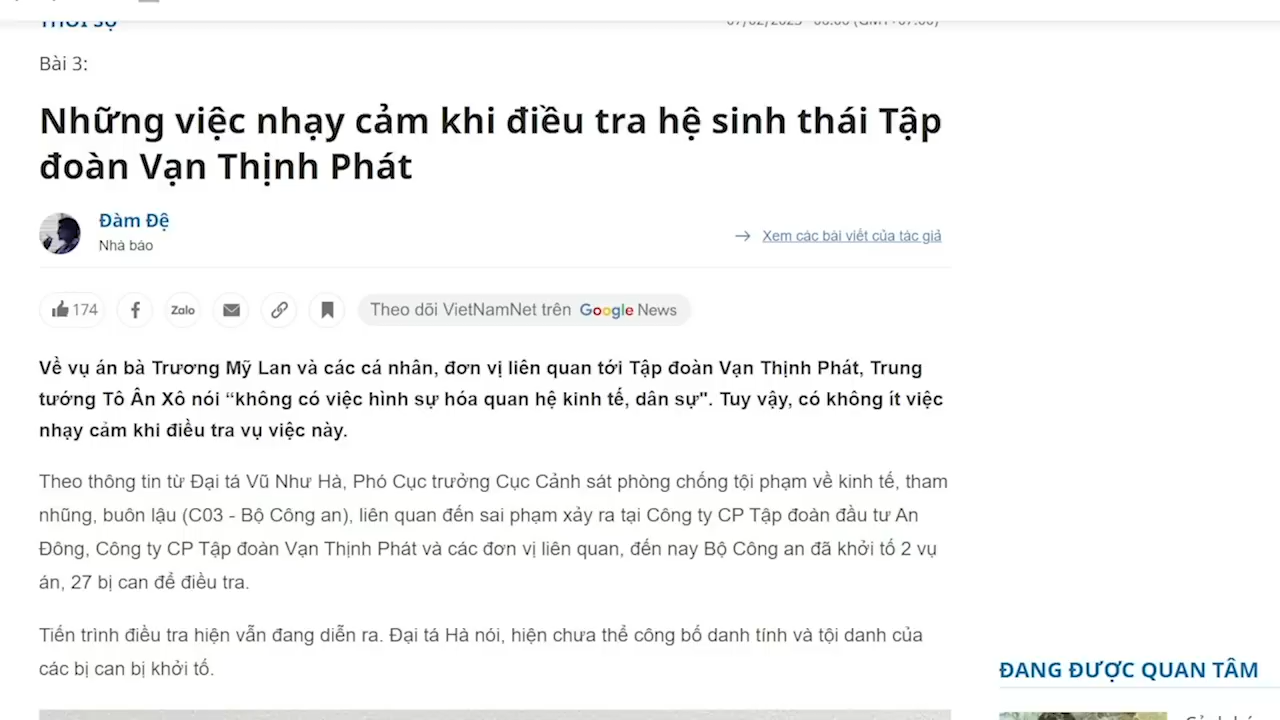 THỜI SỰ
07/02/2023 - 08:00 (GMT+07:00)
Bài 3:
Những việc nhạy cảm khi điều tra hệ sinh thái Tập
đoàn Vạn Thịnh Phát
Đàm Đệ
Nhà báo
Xem các bài viết của tác giả
174
Zalo
Theo dõi VietNamNet trên Google News
Về vụ án bà Trương Mỹ Lan và các cá nhân, đơn vị liên quan tới Tập đoàn Vạn Thịnh Phát, Trung
tướng Tô Ân Xô nói “không có việc hình sự hóa quan hệ kinh tế, dân sự". Tuy vậy, có không ít việc
nhạy cảm khi điều tra vụ việc này.
Theo thông tin từ Đại tá Vũ Như Hà, Phó Cục trưởng Cục Cảnh sát phòng chống tội phạm về kinh tế, tham
nhũng, buôn lậu (C03 - Bộ Công an), liên quan đến sai phạm xảy ra tại Công ty CP Tập đoàn đầu tư An
Đông, Công ty CP Tập đoàn Vạn Thịnh Phát và các đơn vị liên quan, đến nay Bộ Công an đã khởi tố 2 vụ
án, 27 bị can để điều tra.
Tiến trình điều tra hiện vẫn đang diễn ra. Đại tá Hà nói, hiện chưa thể công bố danh tính và tội danh của
các bị can bị khởi tố.
ĐANG ĐƯỢC QUAN TÂM